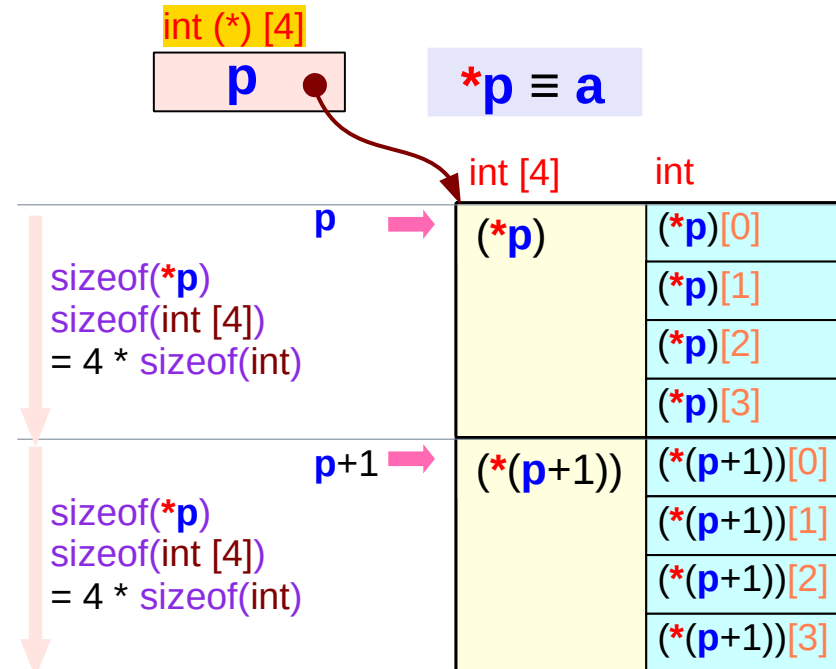 int (*) [4]
p
*p ≡ a
int [4] int
p (*p) (*p)[0]
sizeof(*p)
sizeof(int [4])
= 4 * sizeof(int)
(*p)[1]
(*p)[2]
(*p)[3]
p+1 (*(p+1)) (*(p+1))[0]
sizeof(*p)
sizeof(int [4])
= 4 * sizeof(int)
(*(p+1))[1]
(*(p+1))[2]
(*(p+1))[3]